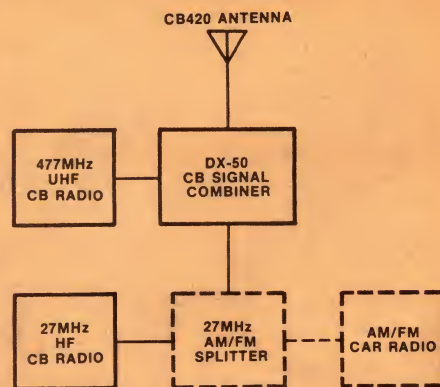 CB420 ANTENNA
477MHz
UHF
CB RADIO
DX-50
CB SIGNAL
COMBINER
27MHz
HF
CB RADIO
27MHz
AM/FM
SPLITTER
AM/FM
CAR RADIO